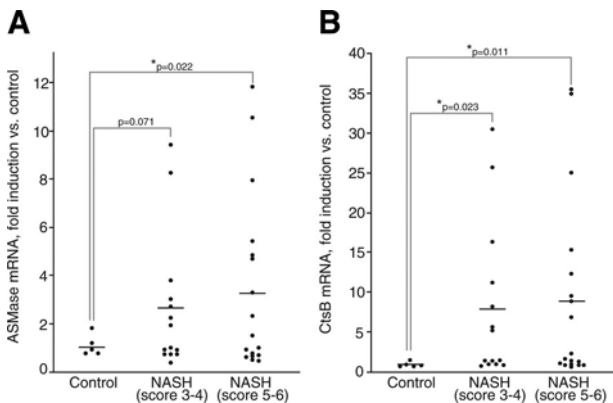 A
ASMase mRNA, fold induction vs. control
12
10
8
6
4
2
0
*p=0.022
p=0.071
Control
NASH
(score 3-4)
NASH
(score 5-6)
B
CtsB mRNA, fold induction vs. control
40
35
30
25
20
15
10
5
0
*p=0.011
*p=0.023
Control
NASH
(score 3-4)
NASH
(score 5-6)